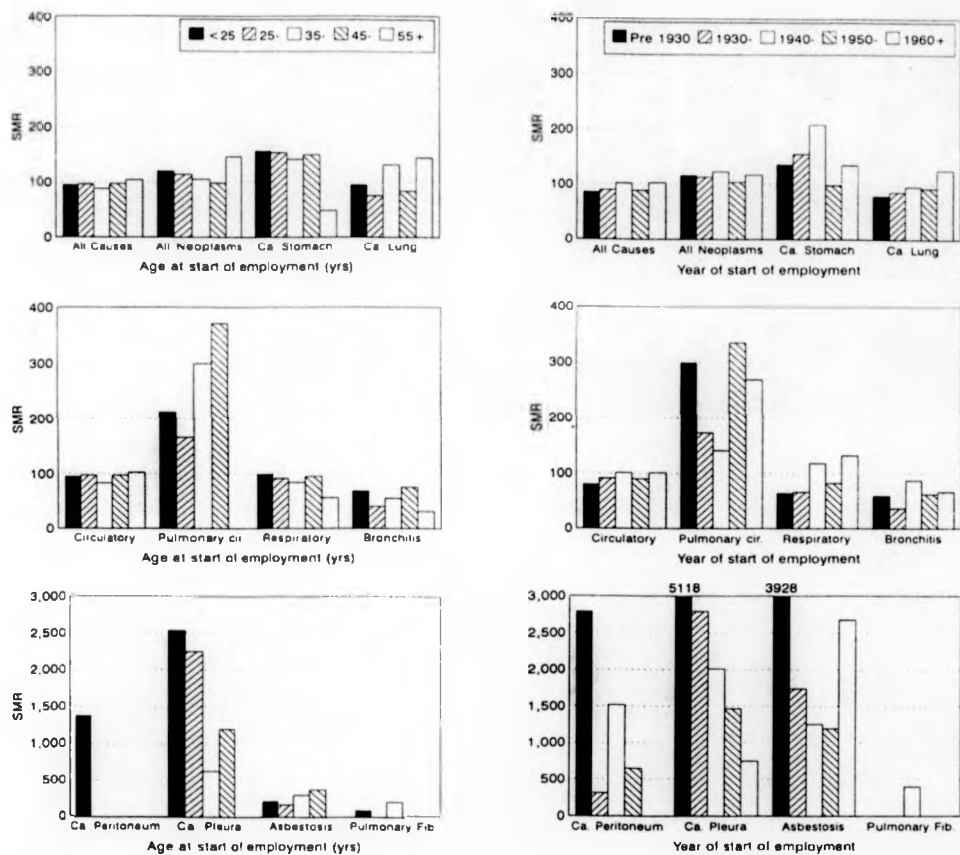 400
300
200
100
0
SMR
<25 25- 35- 45- 55+
All Causes All Neoplasms Ca Stomach Ca Lung
Age at start of employment (yrs)
400
300
200
100
0
SMR
Pre 1930 1930- 1940- 1950- 1960+
All Causes All Neoplasms Ca Stomach Ca Lung
Year of start of employment
400
300
200
100
0
SMR
Circulatory Pulmonary cir Respiratory Bronchitis
Age at start of employment (yrs)
400
300
200
100
0
SMR
Circulatory Pulmonary cir. Respiratory Bronchitis
Year of start of employment
3,000
2,500
2,000
1,500
1,000
500
0
SMR
Ca Peritoneum Ca Pleura Asbestosis Pulmonary Fib.
Age at start of employment (yrs)
5118 3928
3,000
2,500
2,000
1,500
1,000
500
0
SMR
Ca. Peritoneum Ca. Pleura Asbestosis Pulmonary Fib.
Year of start of employment